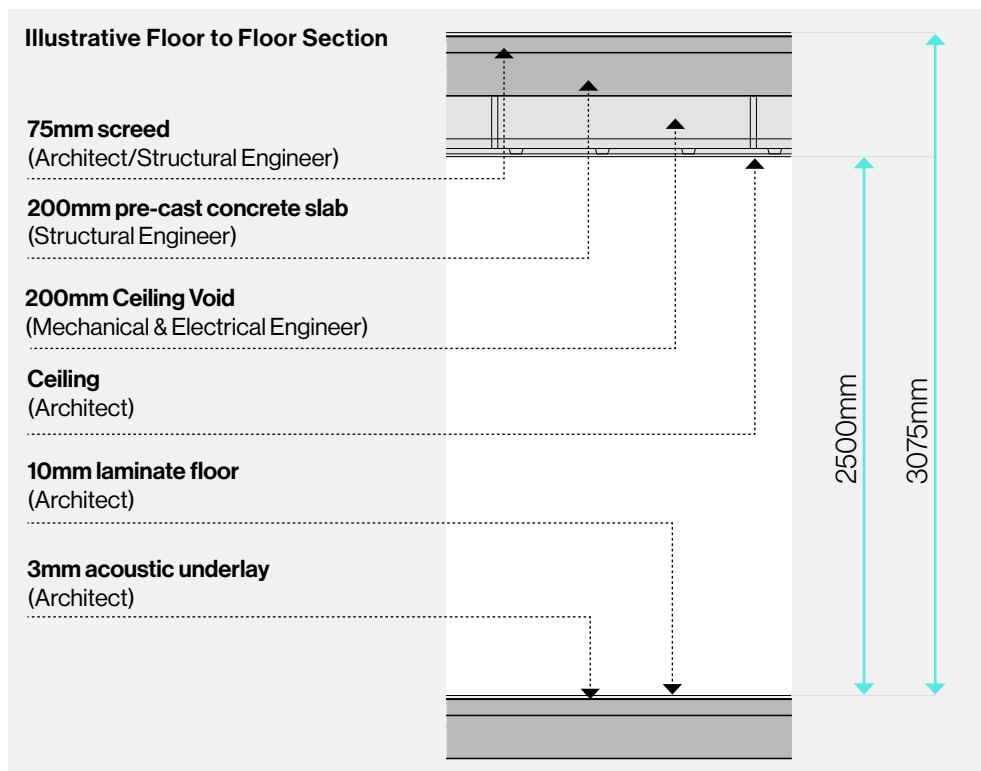 Illustrative Floor to Floor Section
75mm screed
(Architect/Structural Engineer)
200mm pre-cast concrete slab
(Structural Engineer)
200mm Ceiling Void
(Mechanical & Electrical Engineer)
Ceiling
(Architect)
10mm laminate floor
(Architect)
3mm acoustic underlay
(Architect)
2500mm
3075mm